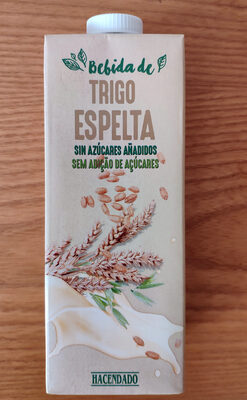 Bebida de
TRIGO
ESPELTA
SIN AZÚCARES AÑADIDOS
SEM ADIÇÃO DE AÇÚCARES
HACENDADO